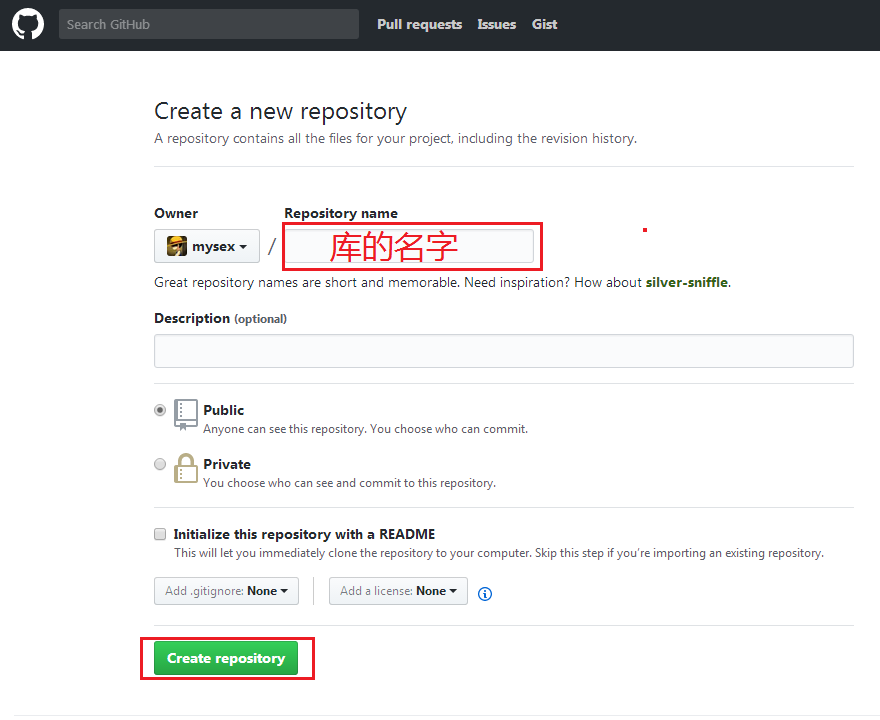 Search GitHub Pull requests Issues Gist
Create a new repository
A repository contains all the files for your project, including the revision history.
Owner Repository name
mysex / 库的名字
Great repository names are short and memorable. Need inspiration? How about silver-sniffle.
Description (optional)
Public
Anyone can see this repository. You choose who can commit.
Private
You choose who can see and commit to this repository.
Initialize this repository with a README
This will let you immediately clone the repository to your computer. Skip this step if you’re importing an existing repository.
Add .gitignore: None Add a license: None
Create repository